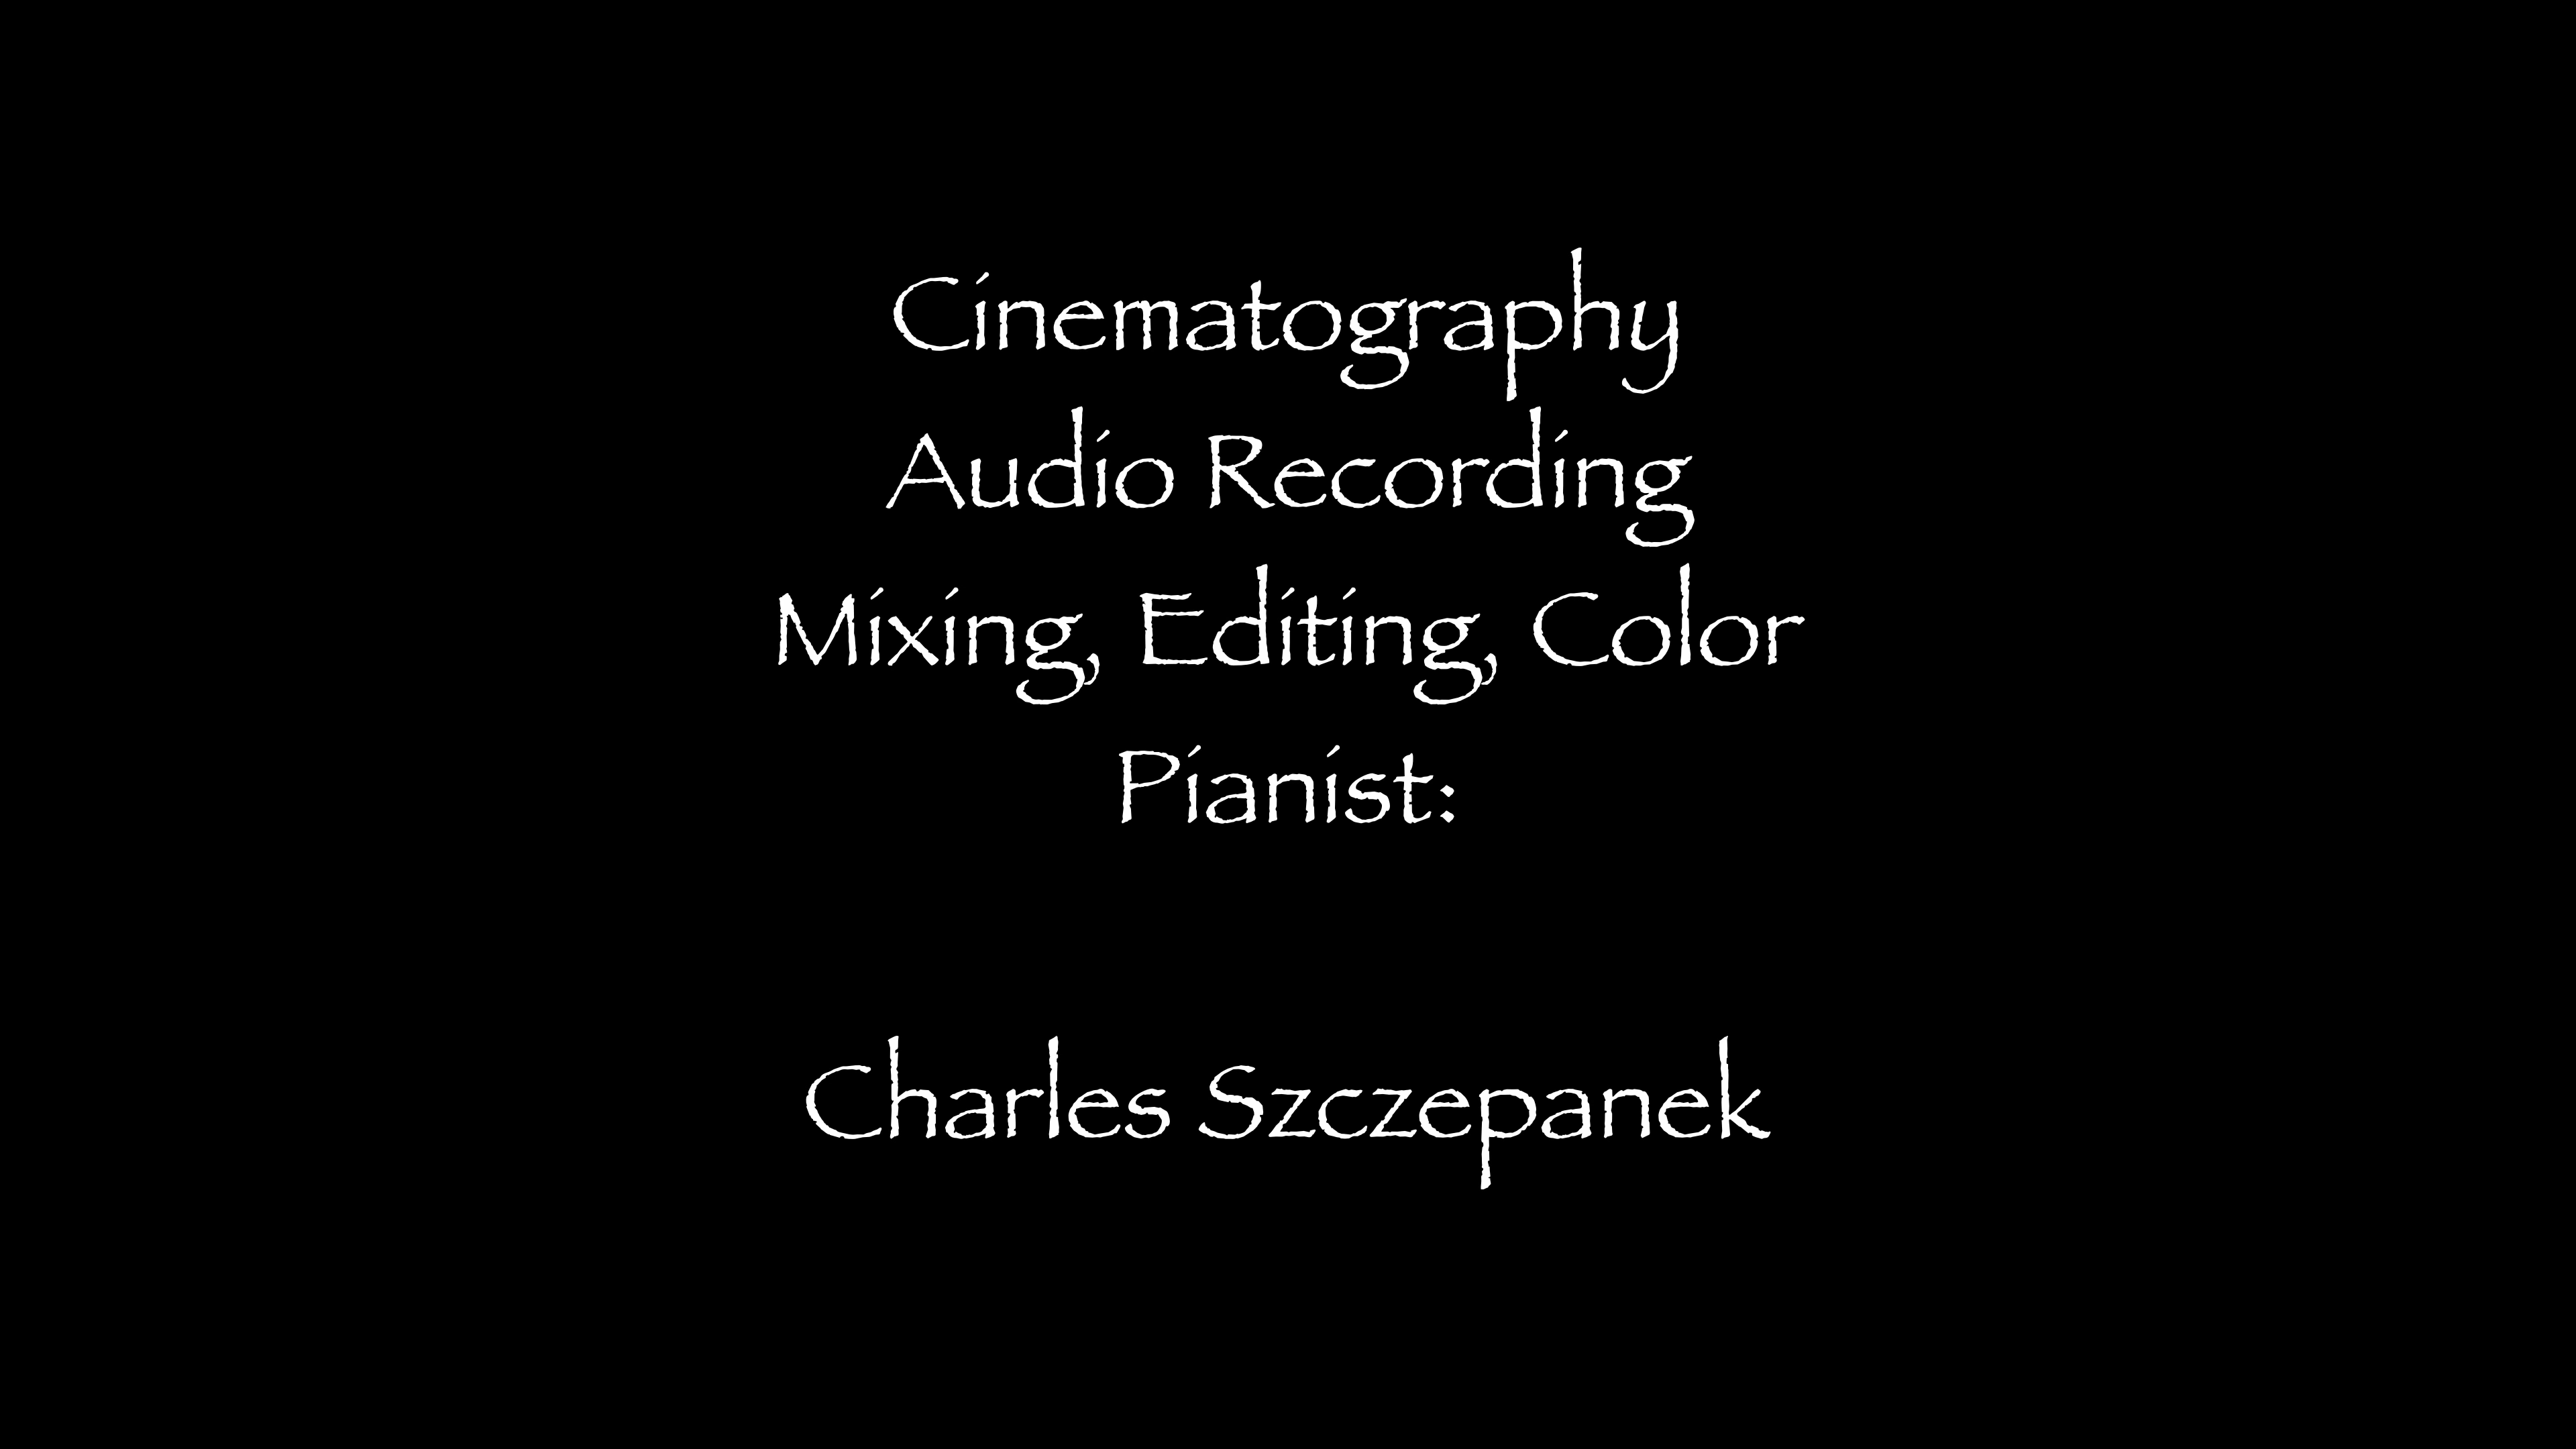 Cinematography
Audio Recording
Mixing, Editing, Color
Pianist:
Charles Szczepanek